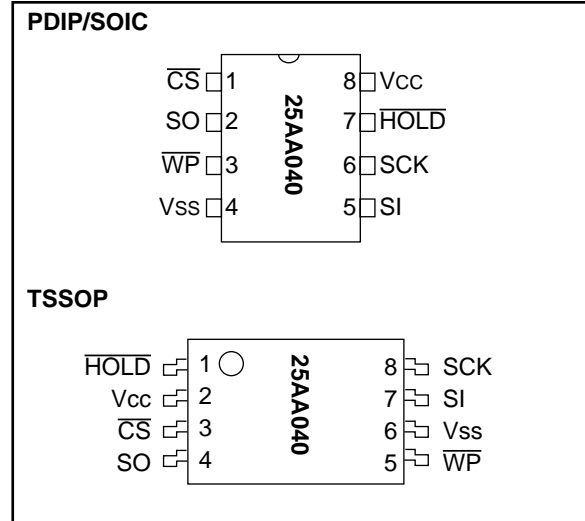 PDIP/SOIC
CS 1 8 VCC
SO 2 7 HOLD
WP 3 6 SCK
VSS 4 5 SI
25AA040
TSSOP
HOLD 1 8 SCK
VCC 2 7 SI
CS 3 6 VSS
SO 4 5 WP
25AA040